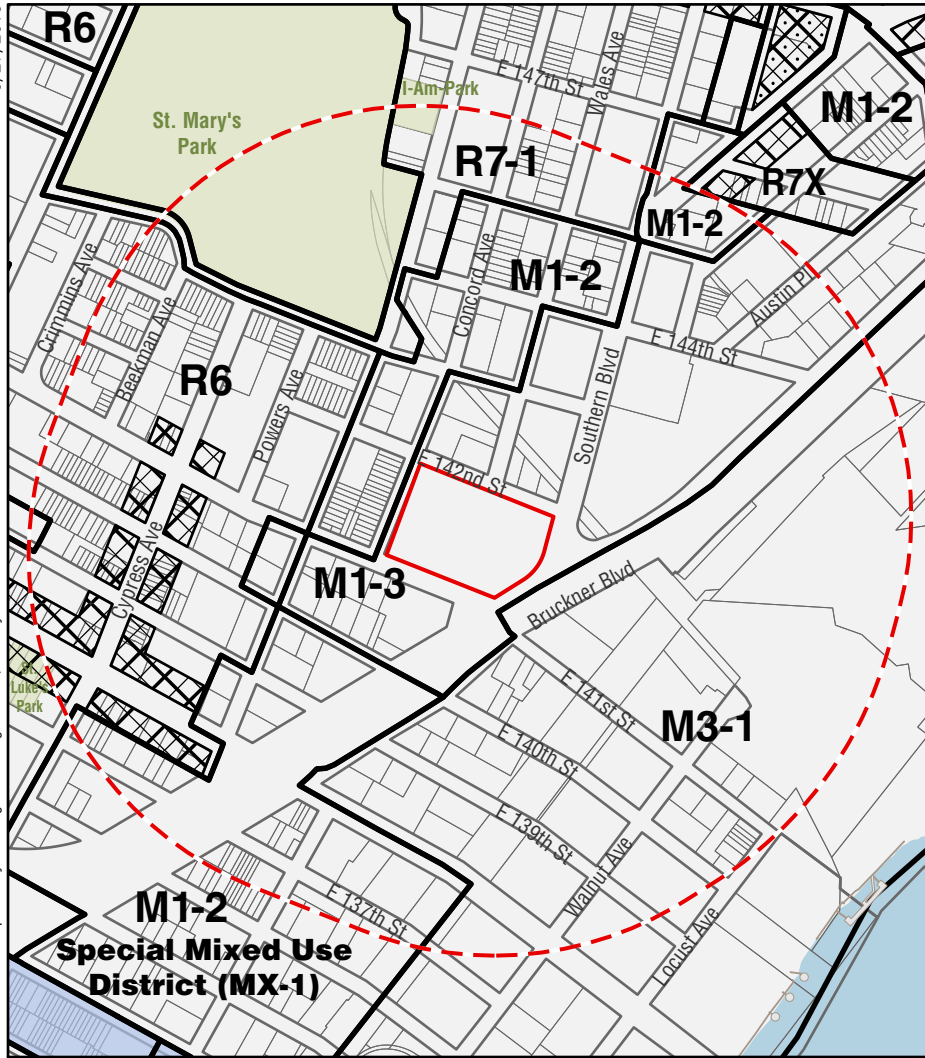 R6
St. Mary's
Park
I-Am-Park
E 147th St
Wales Ave
M1-2
R7-1
R7X
M1-2
M1-2
Concord Ave
Austin Pl
Crimmins Ave
Beekman Ave
R6
Powers Ave
E 144th St
Southern Blvd
E 142nd St
Cypress Ave
M1-3
Bruckner Blvd
St.
Luke's
Park
E 141st St
M3-1
E 140th St
E 139th St
Walnut Ave
E 137th St
Locust Ave
M1-2
Special Mixed Use
District (MX-1)